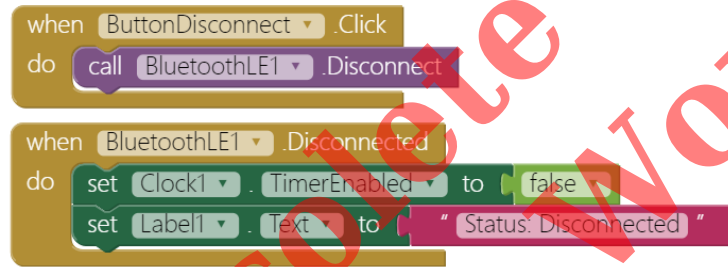 when ButtonDisconnect .Click
do call BluetoothLE1 .Disconnect
when BluetoothLE1 .Disconnected
do set Clock1 . TimerEnabled to false
set Label1 . Text to " Status: Disconnected "